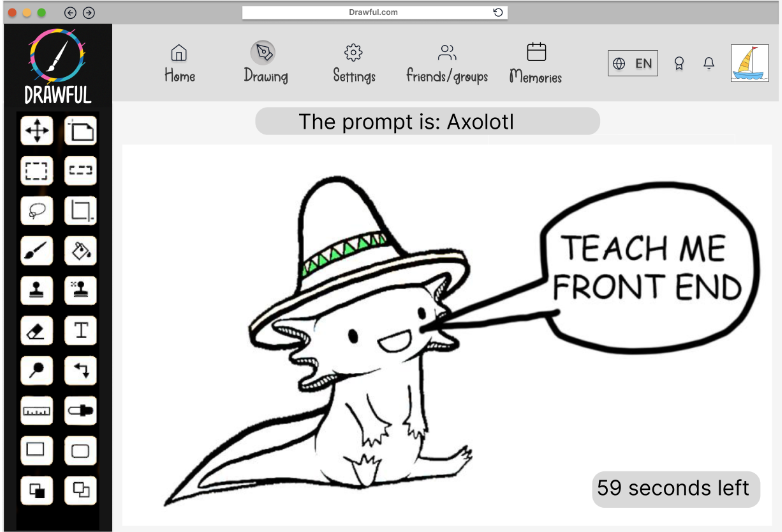 Drawful.com
DRAWFUL
Home
Drawing
Settings
friends/groups
Memories
EN
The prompt is: Axolotl
T
TEACH ME
FRONT END
59 seconds left